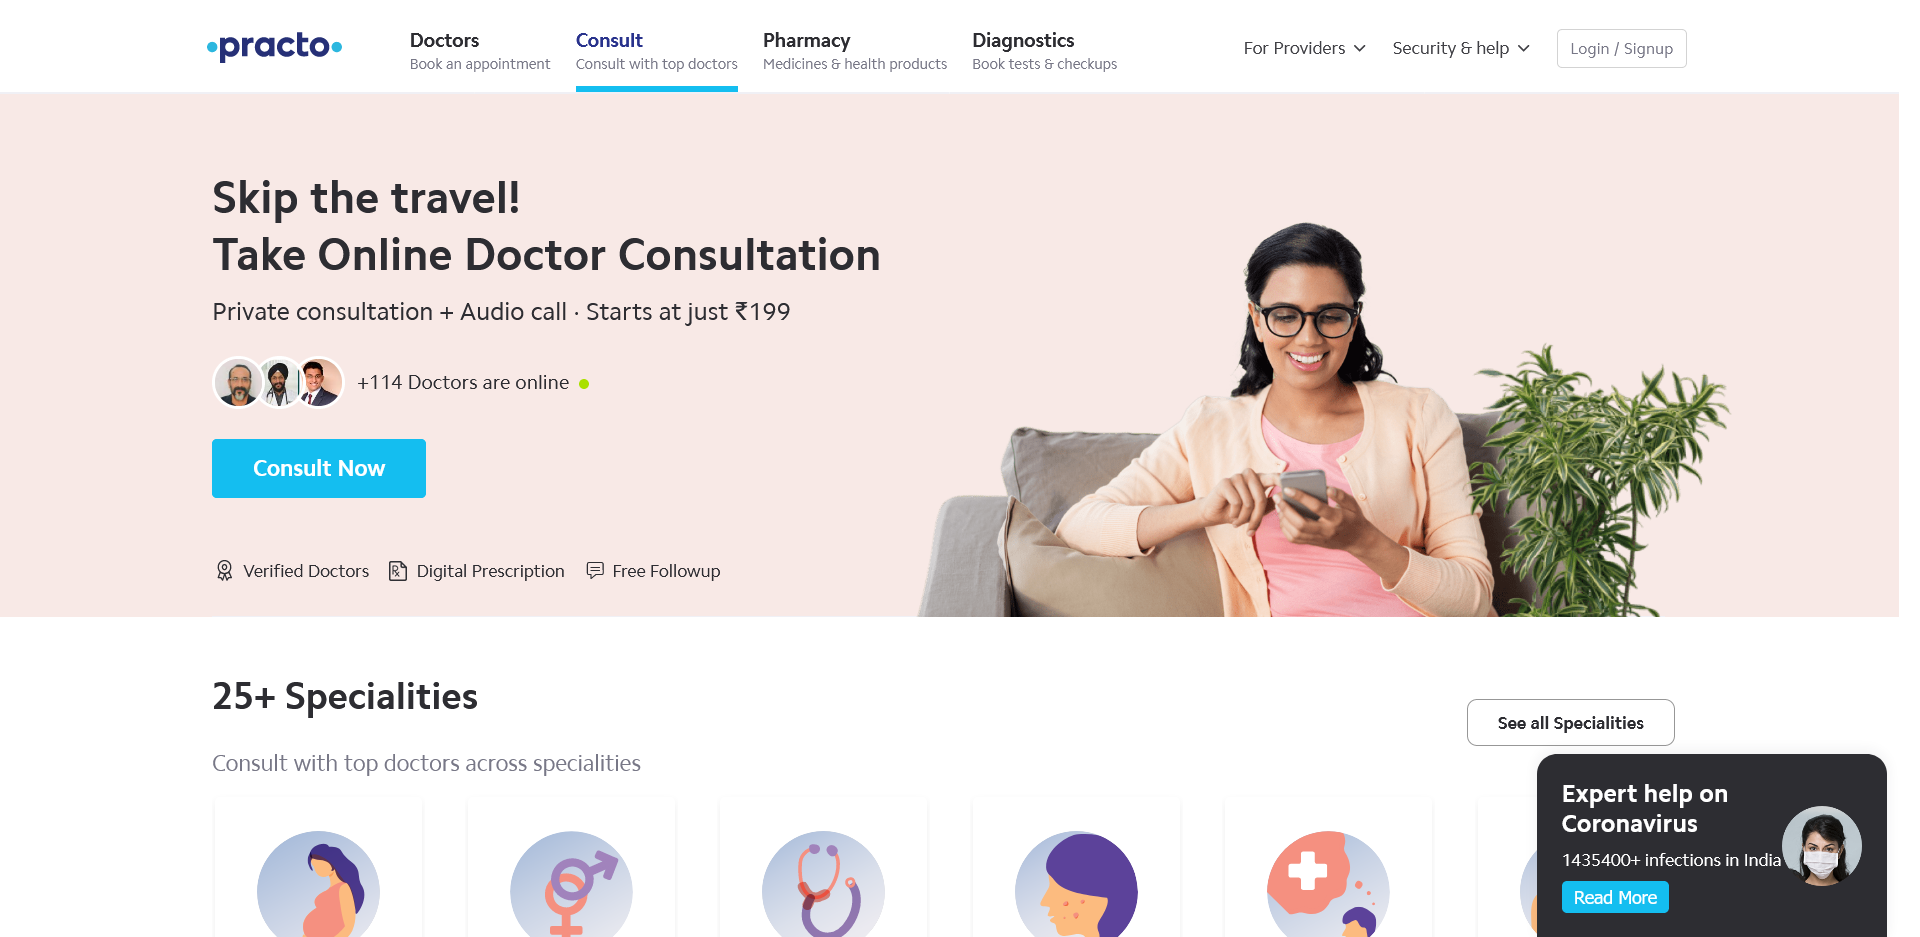 practo
Doctors
Book an appointment
Consult
Consult with top doctors
Pharmacy
Medicines & health products
Diagnostics
Book tests & checkups
For Providers
Security & help
Login / Signup
Skip the travel!
Take Online Doctor Consultation
Private consultation + Audio call · Starts at just ₹199
+114 Doctors are online
Consult Now
Verified Doctors
Digital Prescription
Free Followup
25+ Specialities
See all Specialities
Consult with top doctors across specialities
Expert help on
Coronavirus
1435400+ infections in India
Read More